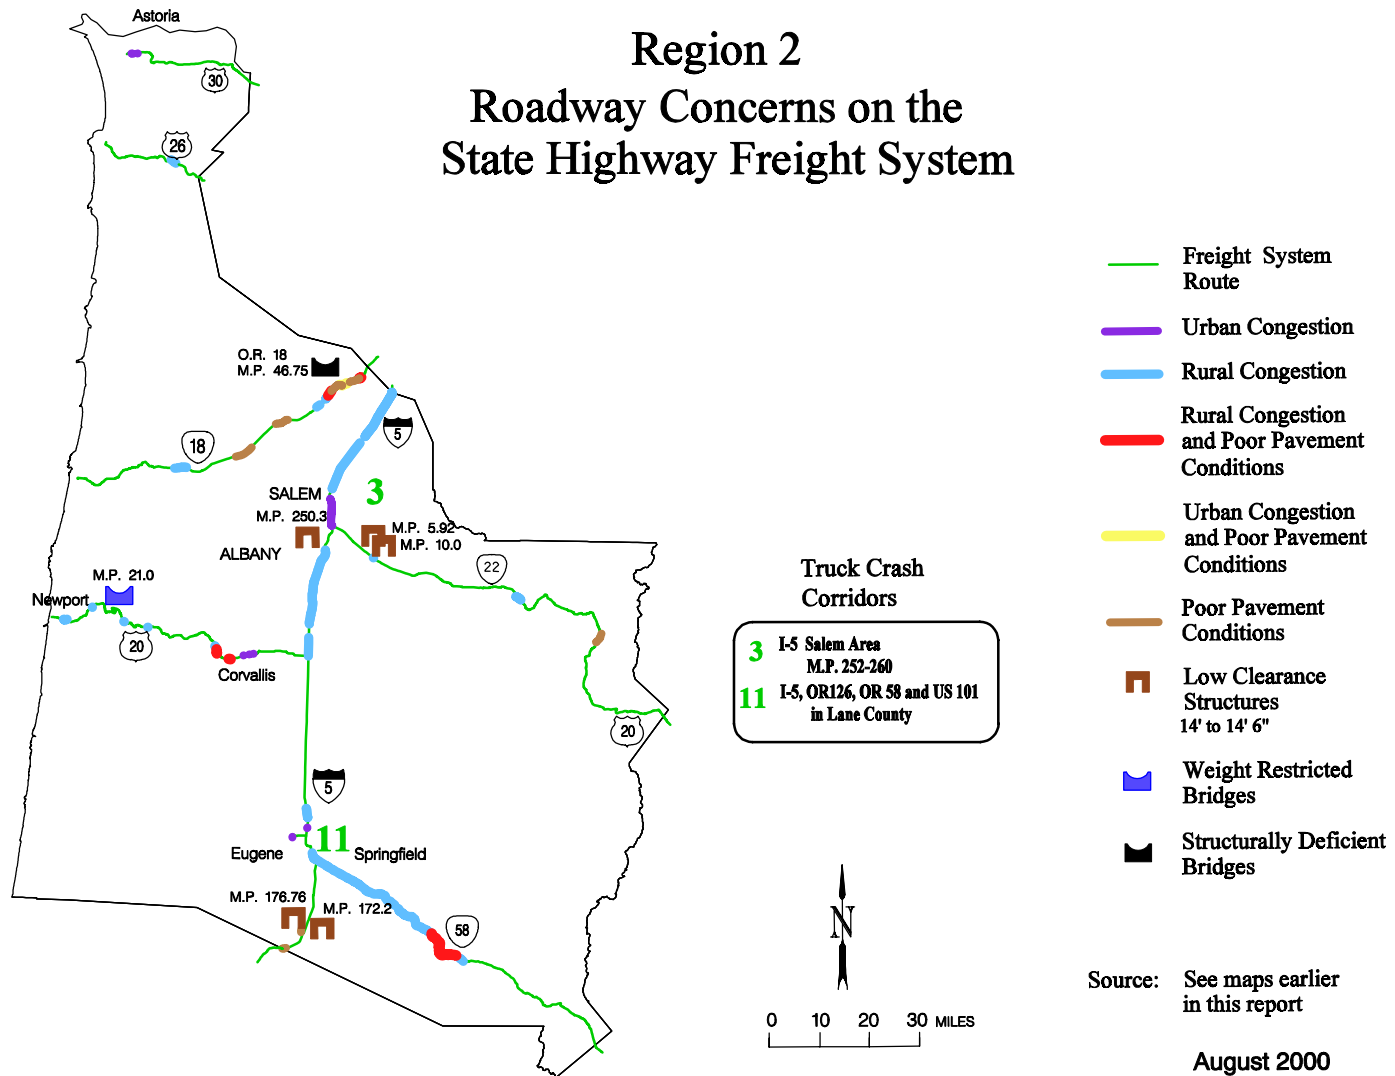 Region 2
Roadway Concerns on the
State Highway Freight System
Astoria
30
26
O.R. 18
M.P. 46.75
18
5
SALEM
3
M.P. 250.3
M.P. 5.92
M.P. 10.0
ALBANY
22
M.P. 21.0
Newport
20
Corvallis
20
5
11
Eugene
Springfield
M.P. 176.76
M.P. 172.2
58
Truck Crash
Corridors
3 I-5 Salem Area
M.P. 252-260
11 I-5, OR126, OR 58 and US 101
in Lane County
Freight System
Route
Urban Congestion
Rural Congestion
Rural Congestion
and Poor Pavement
Conditions
Urban Congestion
and Poor Pavement
Conditions
Poor Pavement
Conditions
Low Clearance
Structures
14' to 14' 6"
Weight Restricted
Bridges
Structurally Deficient
Bridges
N
0 10 20 30 MILES
Source: See maps earlier
in this report
August 2000